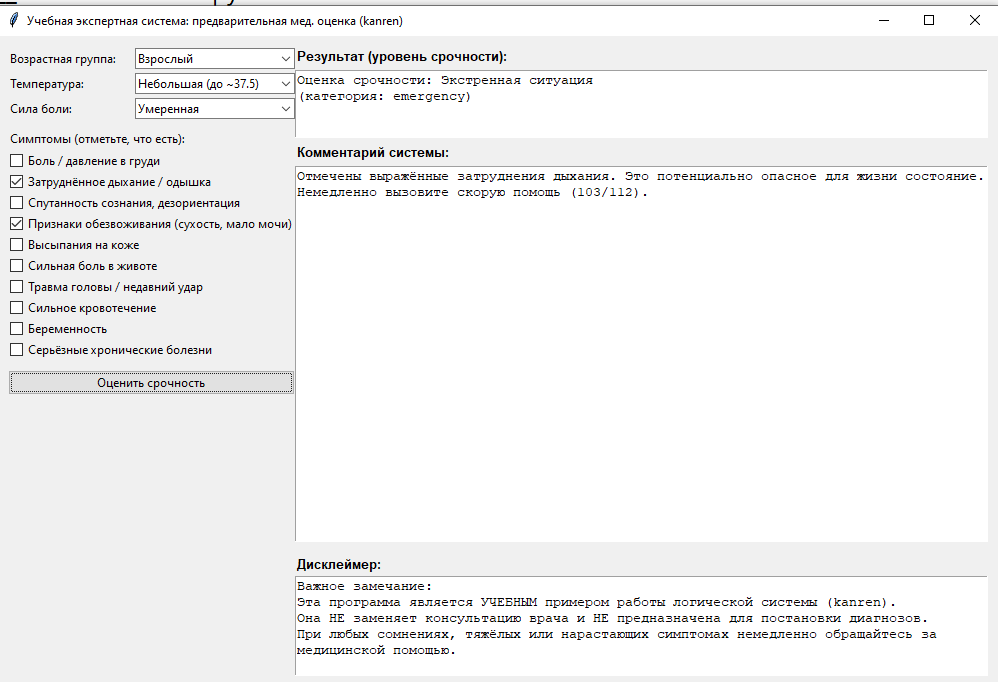 Учебная экспертная система: предварительная мед. оценка (kanren)
Возрастная группа: Взрослый
Температура: Небольшая (до ~37.5)
Сила боли: Умеренная
Симптомы (отметьте, что есть):
Боль / давление в груди
Затруднённое дыхание / одышка
Спутанность сознания, дезориентация
Признаки обезвоживания (сухость, мало мочи)
Высыпания на коже
Сильная боль в животе
Травма головы / недавний удар
Сильное кровотечение
Беременность
Серьёзные хронические болезни
Оценить срочность
Результат (уровень срочности):
Оценка срочности: Экстренная ситуация
(категория: emergency)
Комментарий системы:
Отмечены выражённые затруднения дыхания. Это потенциально опасное для жизни состояние.
Немедленно вызовите скорую помощь (103/112).
Дисклеймер:
Важное замечание:
Эта программа является УЧЕБНЫМ примером работы логической системы (kanren).
Она НЕ заменяет консультацию врача и НЕ предназначена для постановки диагнозов.
При любых сомнениях, тяжёлых или нарастающих симптомах немедленно обращайтесь за
медицинской помощью.